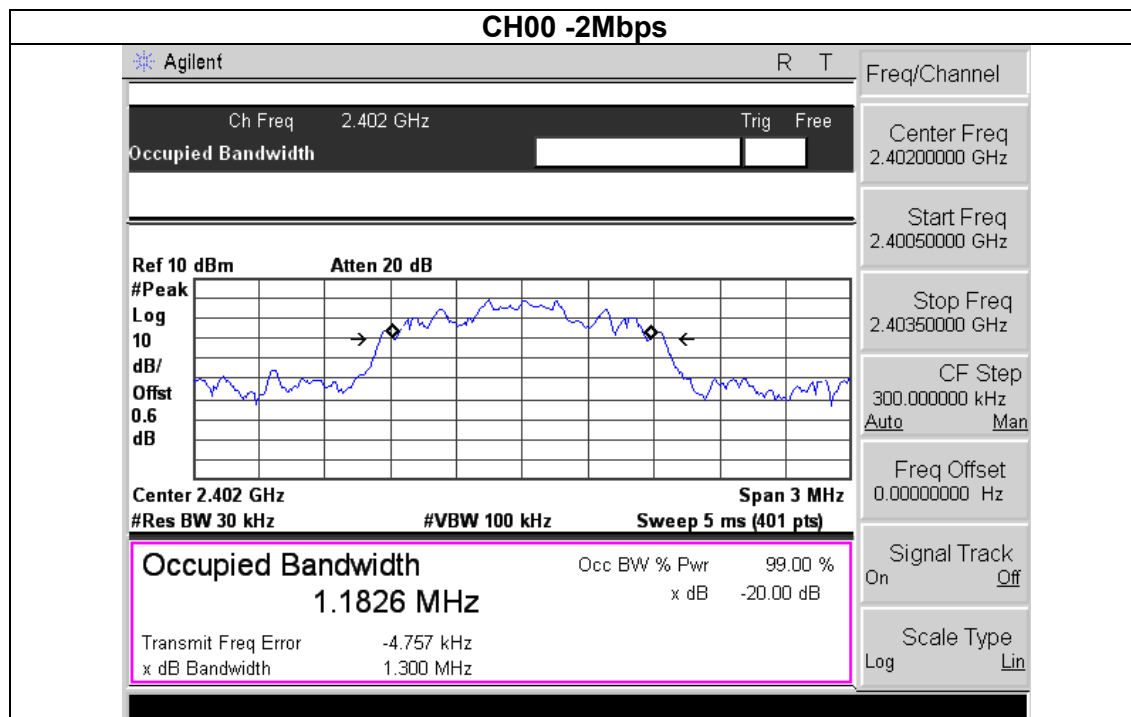 CH00 -2Mbps
Agilent R T
Ch Freq 2.402 GHz Trig Free
Occupied Bandwidth
Ref 10 dBm Atten 20 dB
#Peak
Log
10
dB/
Offst
0.6
dB
Center 2.402 GHz Span 3 MHz
#Res BW 30 kHz #VBW 100 kHz Sweep 5 ms (401 pts)
Occupied Bandwidth Occ BW % Pwr 99.00 %
1.1826 MHz x dB -20.00 dB
Transmit Freq Error -4.757 kHz
x dB Bandwidth 1.300 MHz
Freq/Channel
Center Freq
2.40200000 GHz
Start Freq
2.40050000 GHz
Stop Freq
2.40350000 GHz
CF Step
300.000000 kHz
Auto Man
Freq Offset
0.00000000 Hz
Signal Track
On Off
Scale Type
Log Lin